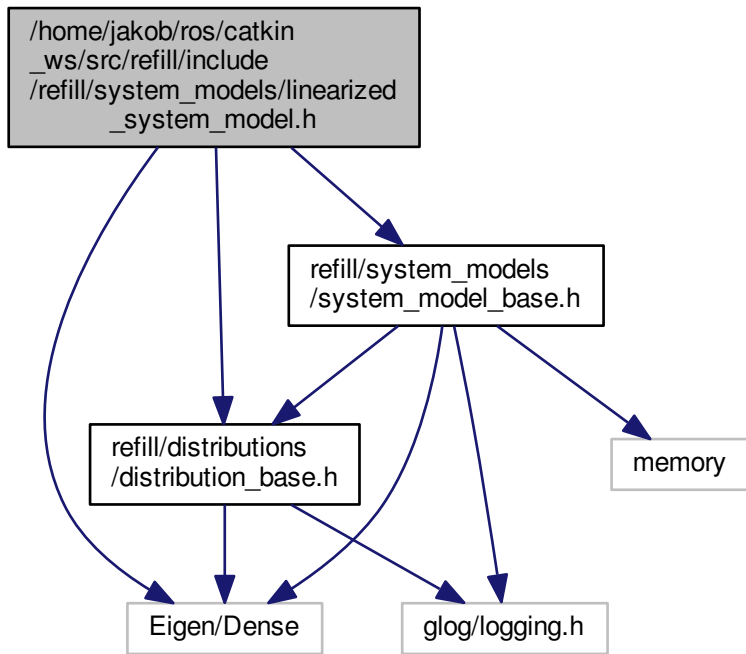 /home/jakob/ros/catkin
_ws/src/refill/include
/refill/system_models/linearized
_system_model.h
refill/system_models
/system_model_base.h
refill/distributions
/distribution_base.h
memory
Eigen/Dense
glog/logging.h